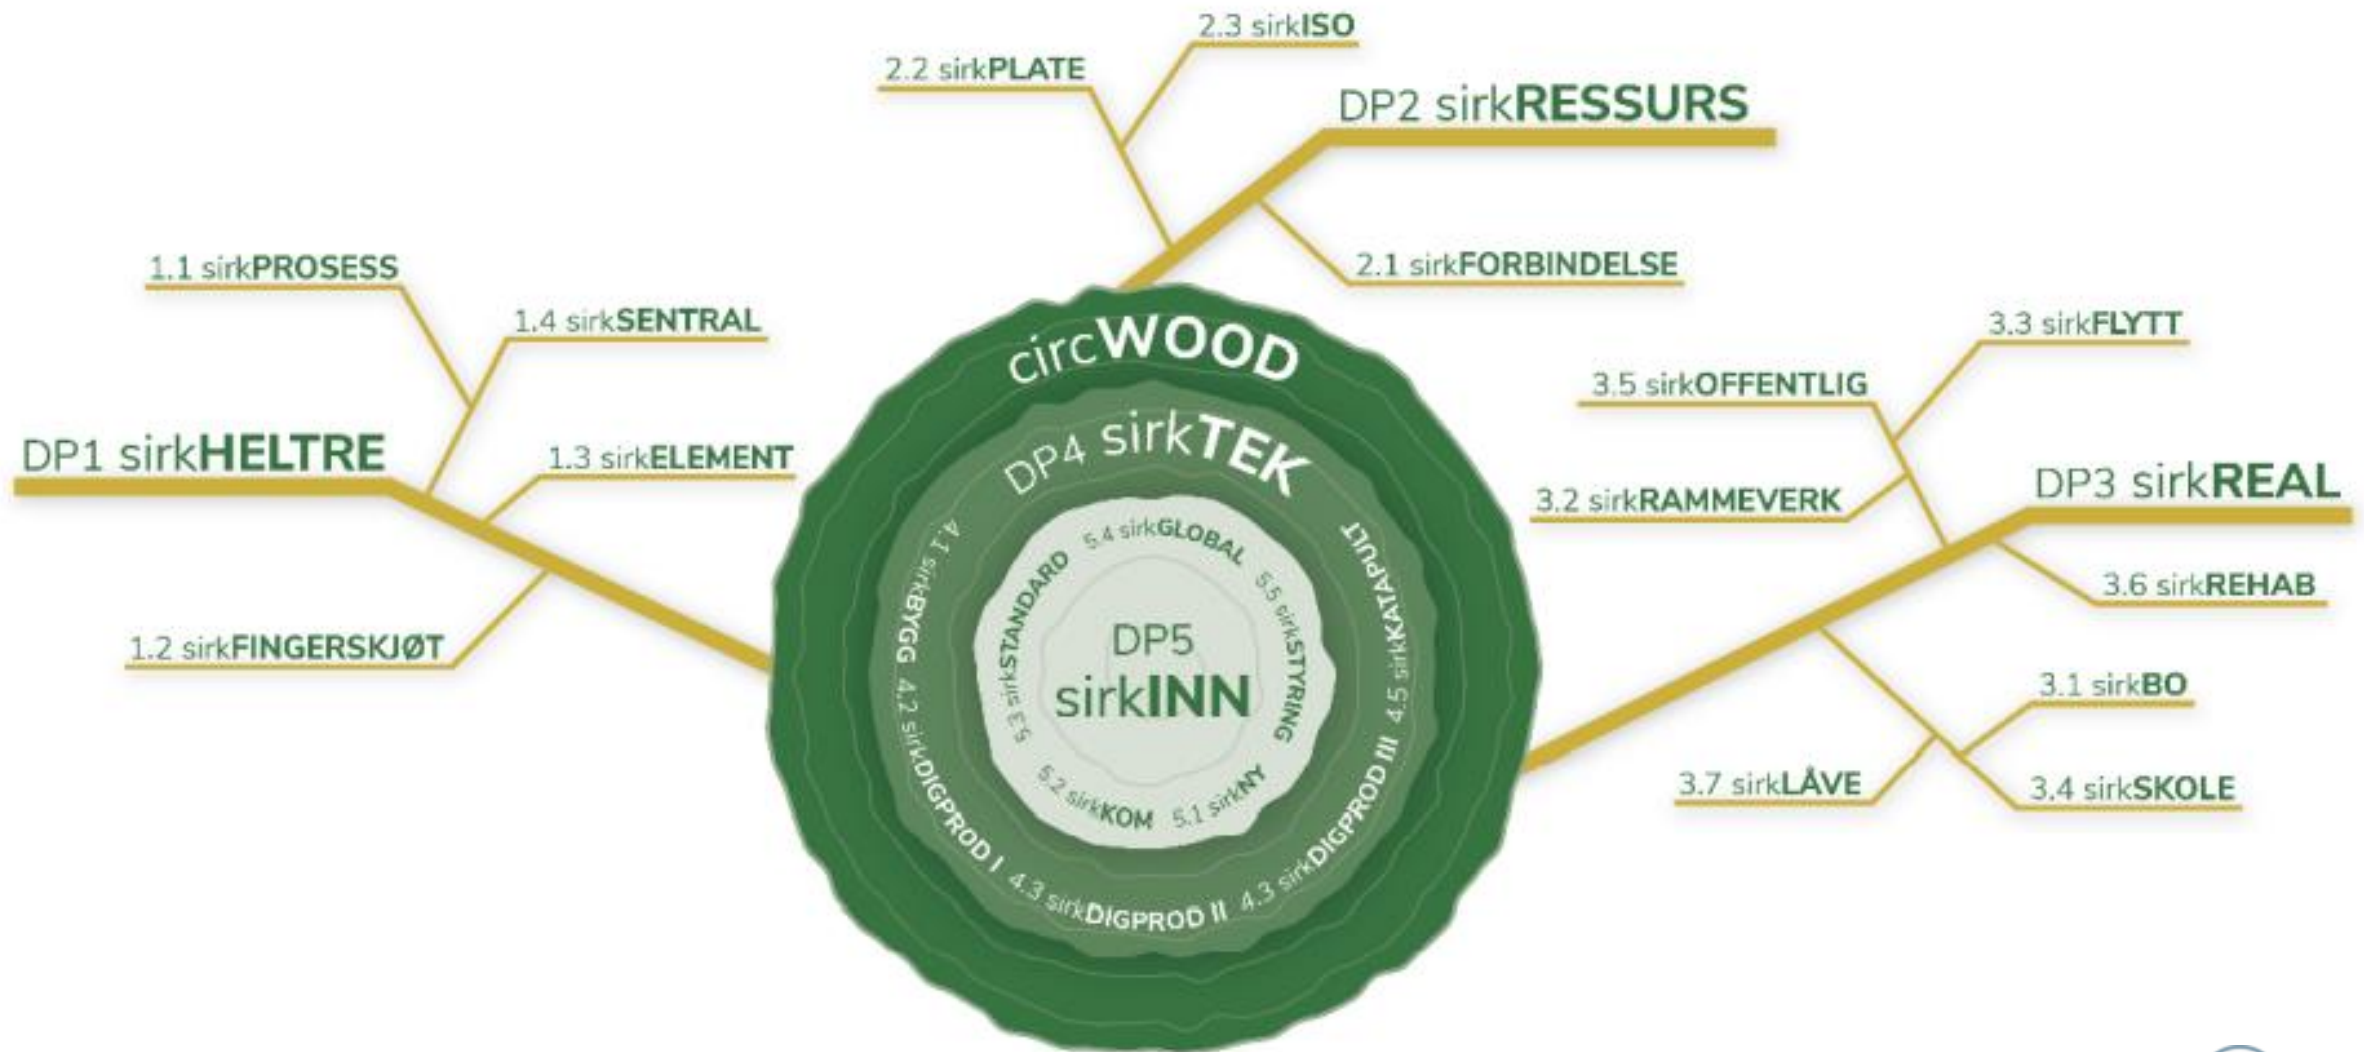 2.3 sirkISO
2.2 sirkPLATE
DP2 sirkRESSURS
2.1 sirkFORBINDELSE
1.1 sirkPROSESS
1.4 sirkSENTRAL
DP1 sirkHELTRE
1.3 sirkELEMENT
1.2 sirkFINGERSKJØT
circWOOD
DP4 sirkTEK
4.1 sirkBYGG
4.2 sirkDIGPROD I
4.3 sirkDIGPROD II
4.3 sirkDIGPROD III
4.5 sirkKATAPULT
5.4 sirkGLOBAL
5.5 sirkSTYRING
5.1 sirkNY
5.2 sirkKOM
5.3 sirkSTANDARD
DP5
sirkINN
3.3 sirkFLYTT
3.5 sirkOFFENTLIG
DP3 sirkREAL
3.2 sirkRAMMEVERK
3.6 sirkREHAB
3.1 sirkBO
3.7 sirkLÅVE
3.4 sirkSKOLE